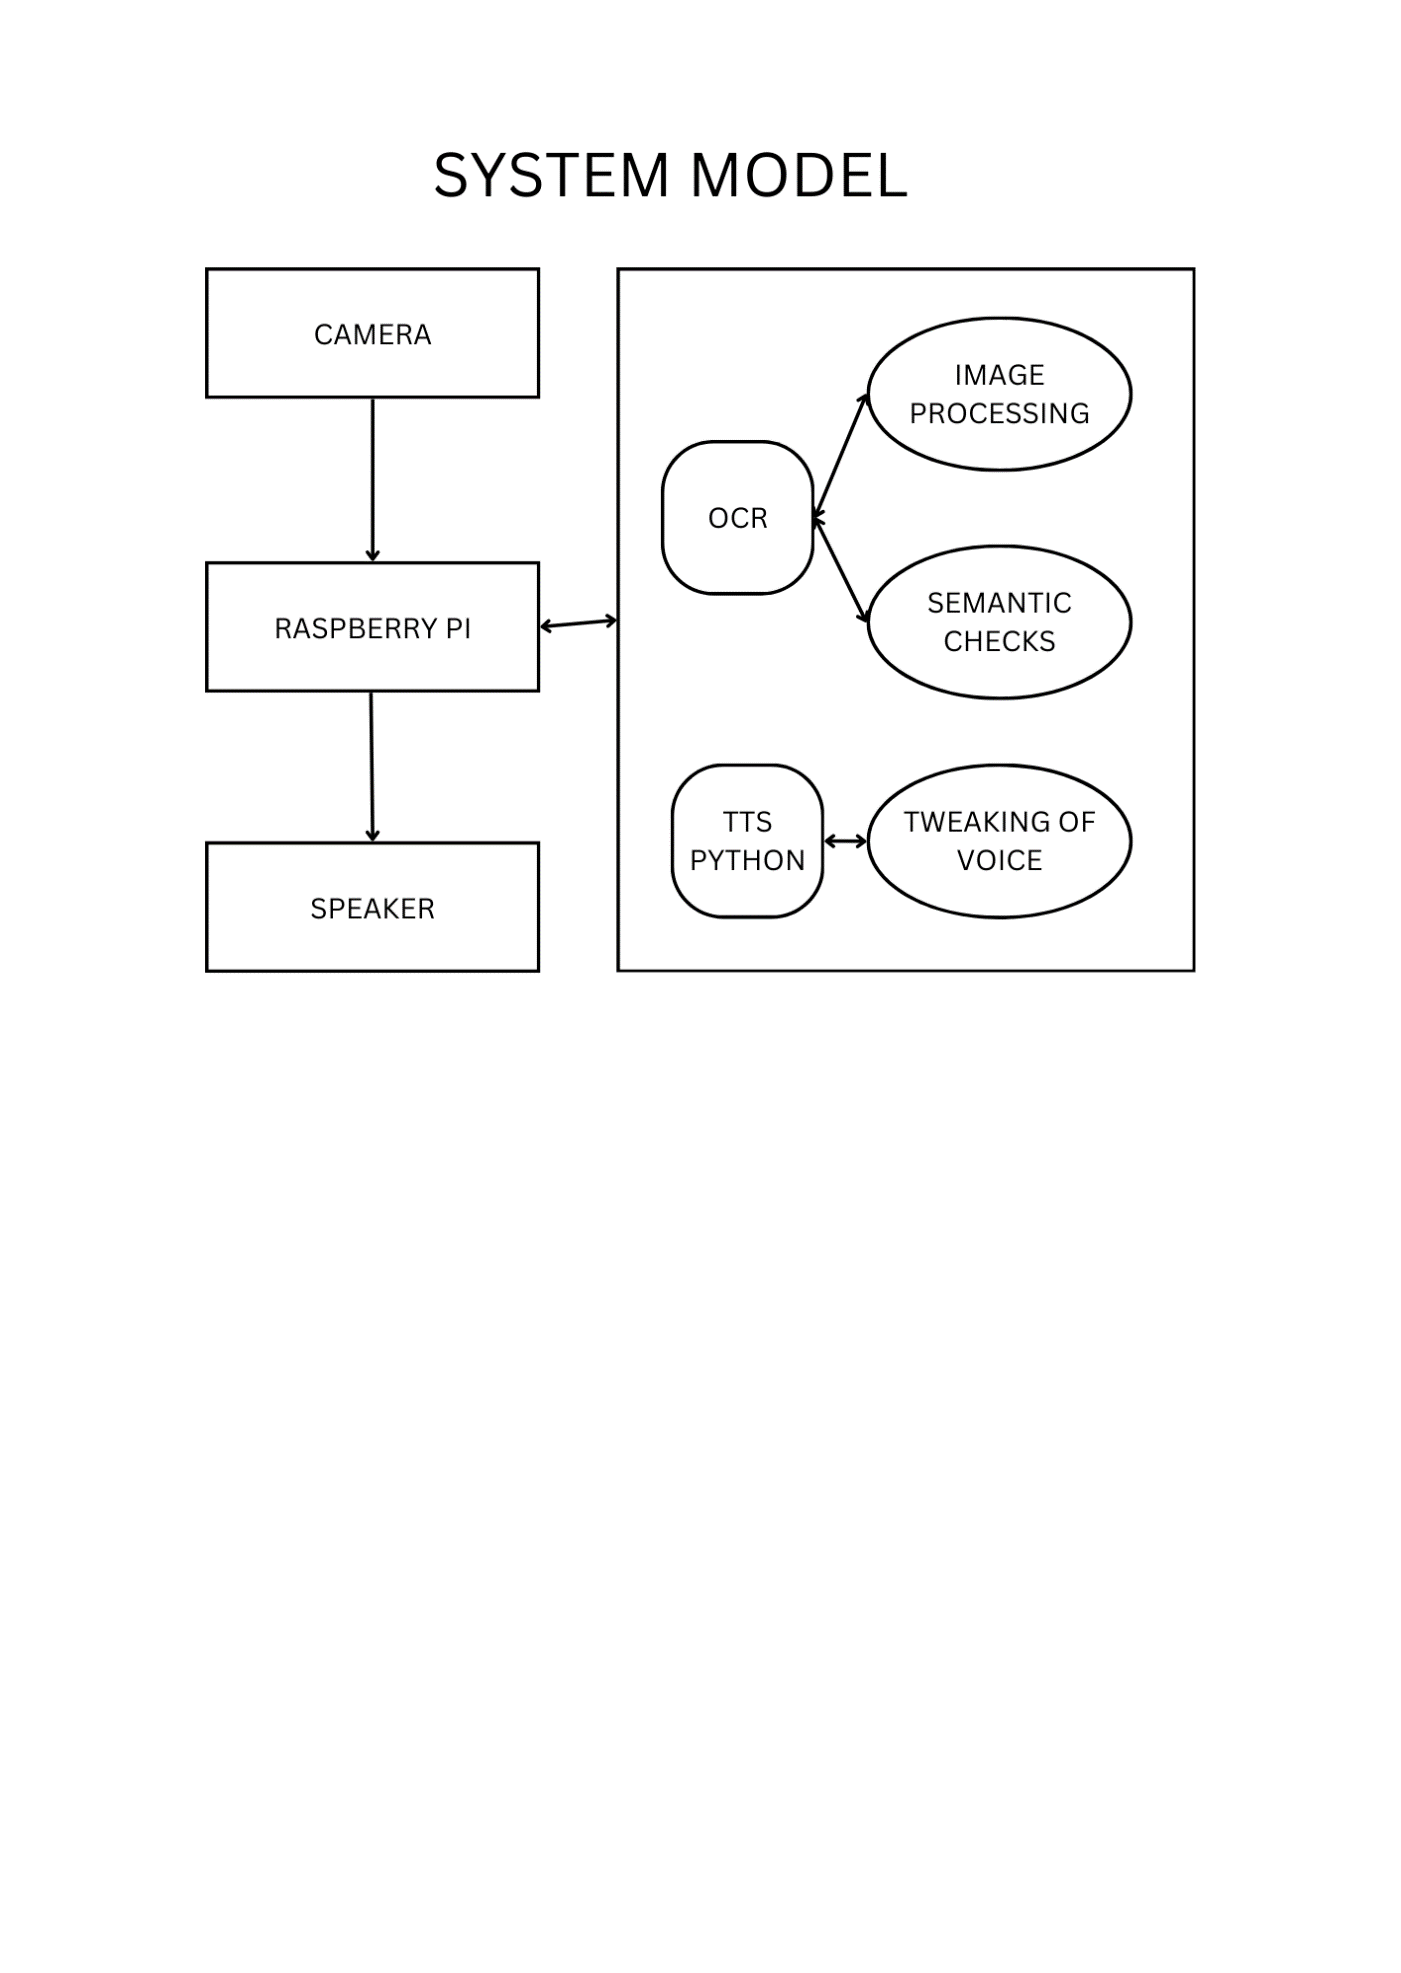 SYSTEM MODEL
CAMERA
RASPBERRY PI
SPEAKER
OCR
IMAGE
PROCESSING
SEMANTIC
CHECKS
TTS
PYTHON
TWEAKING OF
VOICE